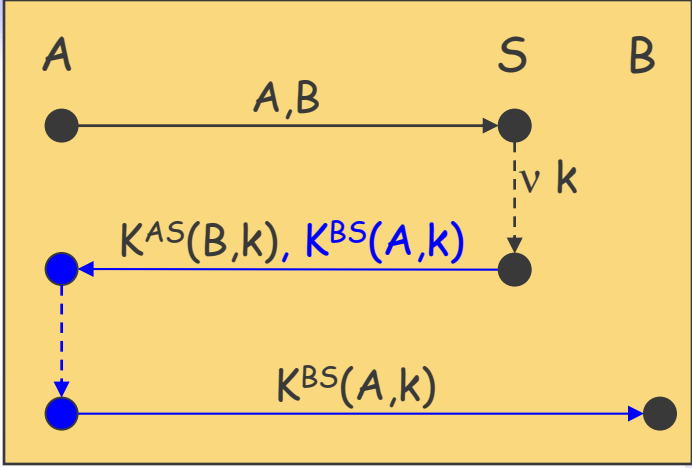 A S B
A,B
ν k
K^AS(B,k), K^BS(A,k)
K^BS(A,k)